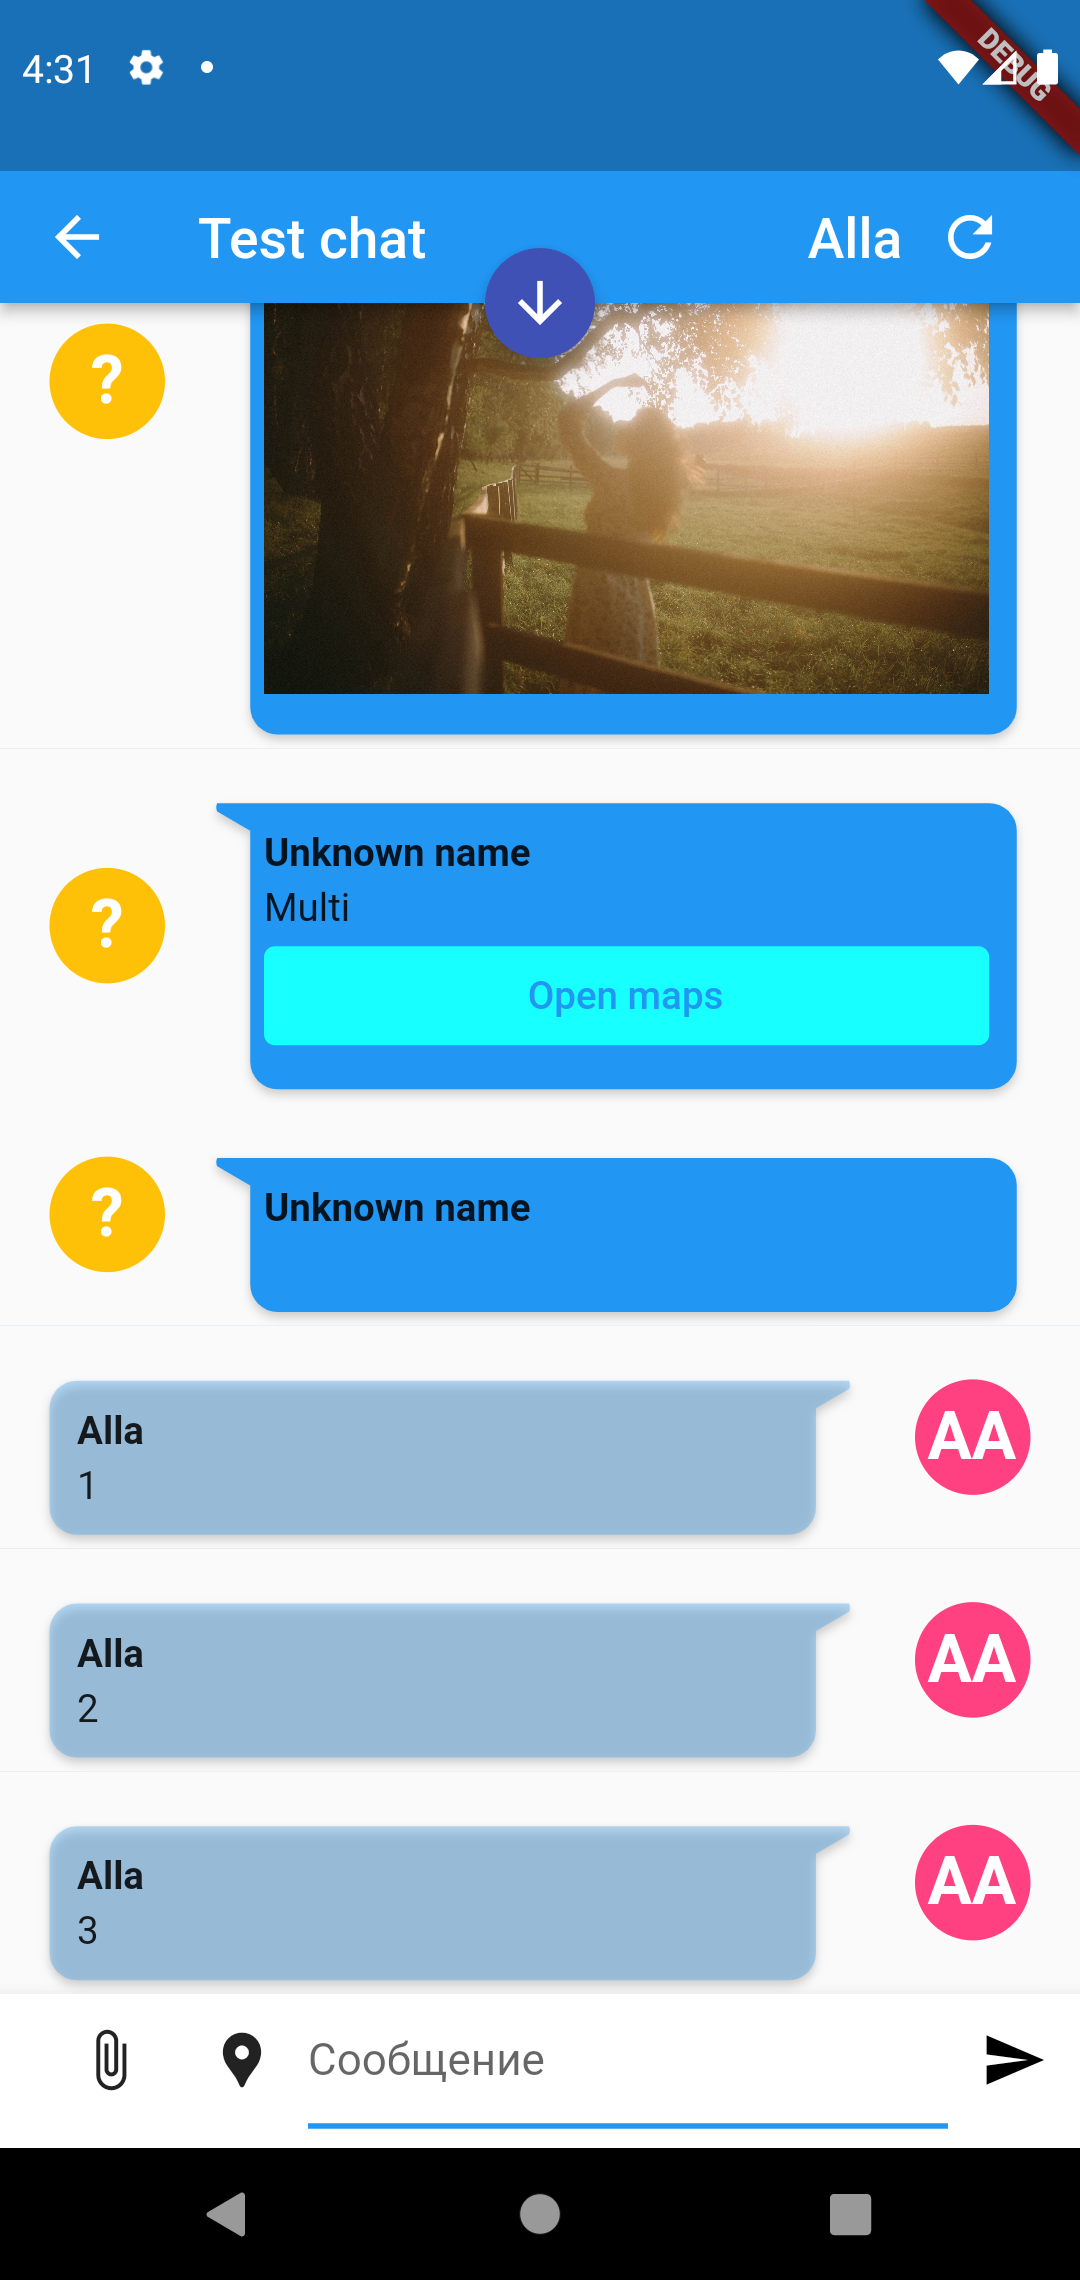 4:31
DEBUG
Test chat
Alla
?
Unknown name
?
Multi
Open maps
?
Unknown name
Alla
AA
1
Alla
AA
2
Alla
AA
3
Сообщение